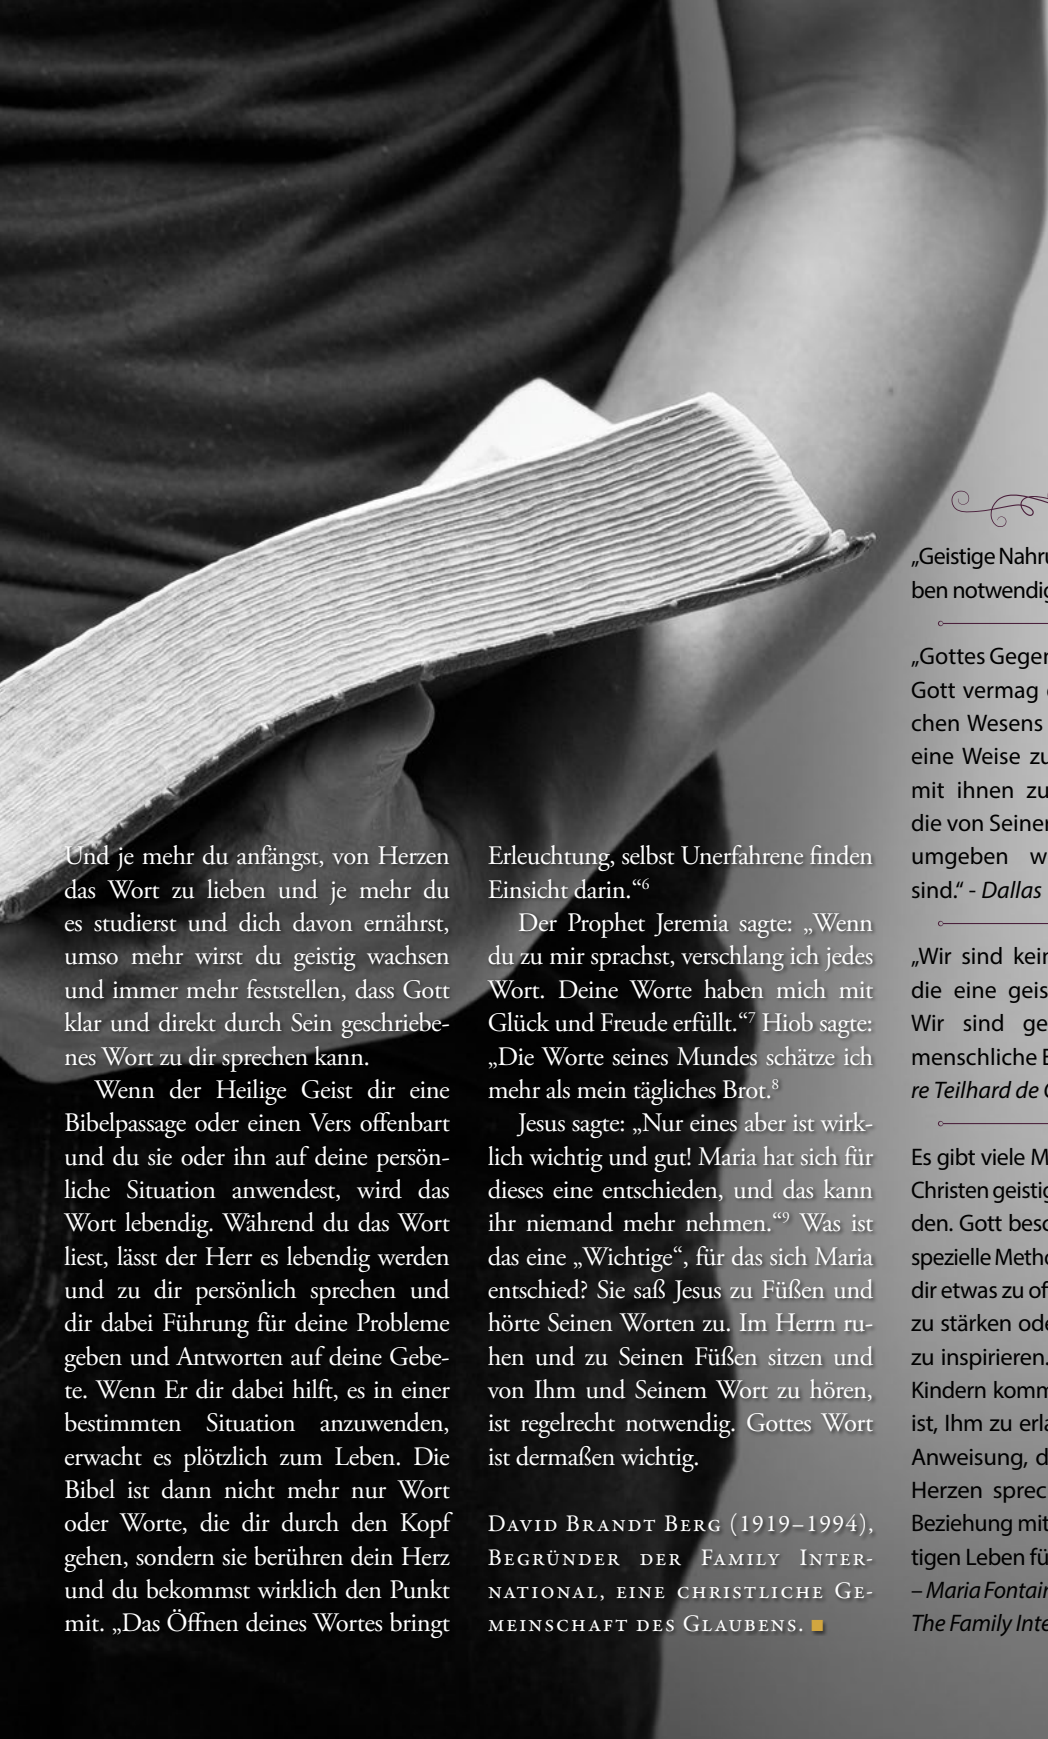 Und je mehr du anfängst, von Herzen
das Wort zu lieben und je mehr du
es studierst und dich davon ernährst,
umso mehr wirst du geistig wachsen
und immer mehr feststellen, dass Gott
klar und direkt durch Sein geschriebe-
nes Wort zu dir sprechen kann.
Wenn der Heilige Geist dir eine
Bibelpassage oder einen Vers offenbart
und du sie oder ihn auf deine persön-
liche Situation anwendest, wird das
Wort lebendig. Während du das Wort
liest, lässt der Herr es lebendig werden
und zu dir persönlich sprechen und
dir dabei Führung für deine Probleme
geben und Antworten auf deine Gebe-
te. Wenn Er dir dabei hilft, es in einer
bestimmten Situation anzuwenden,
erwacht es plötzlich zum Leben. Die
Bibel ist dann nicht mehr nur Wort
oder Worte, die dir durch den Kopf
gehen, sondern sie berühren dein Herz
und du bekommst wirklich den Punkt
mit. „Das Öffnen deines Wortes bringt
Erleuchtung, selbst Unerfahrene finden
Einsicht darin.“⁶
Der Prophet Jeremia sagte: „Wenn
du zu mir sprachst, verschlang ich jedes
Wort. Deine Worte haben mich mit
Glück und Freude erfüllt.“⁷ Hiob sagte:
„Die Worte seines Mundes schätze ich
mehr als mein tägliches Brot.⁸
Jesus sagte: „Nur eines aber ist wirk-
lich wichtig und gut! Maria hat sich für
dieses eine entschieden, und das kann
ihr niemand mehr nehmen.“⁹ Was ist
das eine „Wichtige“, für das sich Maria
entschied? Sie saß Jesus zu Füßen und
hörte Seinen Worten zu. Im Herrn ru-
hen und zu Seinen Füßen sitzen und
von Ihm und Seinem Wort zu hören,
ist regelrecht notwendig. Gottes Wort
ist dermaßen wichtig.
David Brandt Berg (1919–1994),
Begründer der Family Inter-
national, eine christliche Ge-
meinschaft des Glaubens.
„Geistige Nahru
ben notwendig
„Gottes Geger
Gott vermag
chen Wesens
eine Weise zu
mit ihnen zu
die von Seiner
umgeben w
sind.“ - Dallas
„Wir sind kein
die eine geis
Wir sind ge
menschliche E
re Teilhard de C
Es gibt viele M
Christen geistig
den. Gott besc
spezielle Metho
dir etwas zu of
zu stärken ode
zu inspirieren.
Kindern komm
ist, Ihm zu erla
Anweisung, d
Herzen sprec
Beziehung mit
tigen Leben fü
– Maria Fontain
The Family Inte